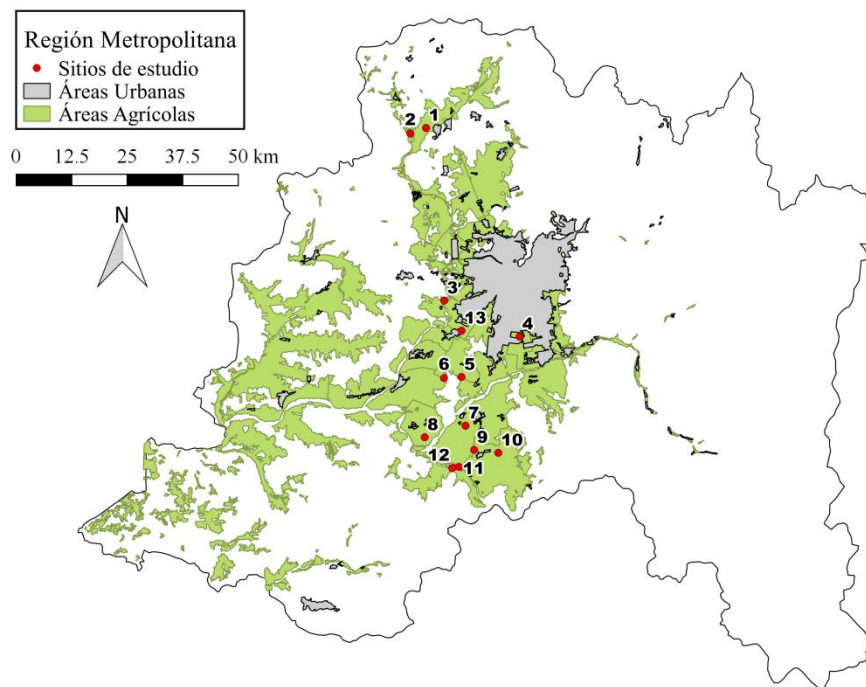 Región Metropolitana
Sitios de estudio
Áreas Urbanas
Áreas Agrícolas
0 12.5 25 37.5 50 km
N
2 1
3
13
4
6 5
7
8
9 10
12
11